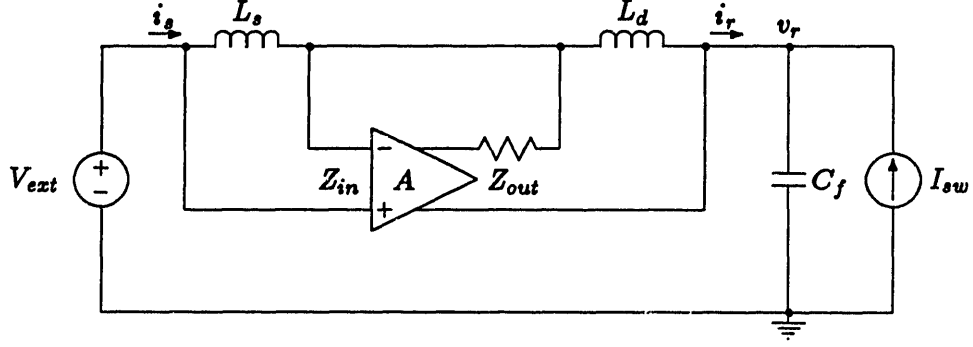 i_s L_s L_d i_r v_r
V_ext + − Z_in − + A Z_out C_f I_sw